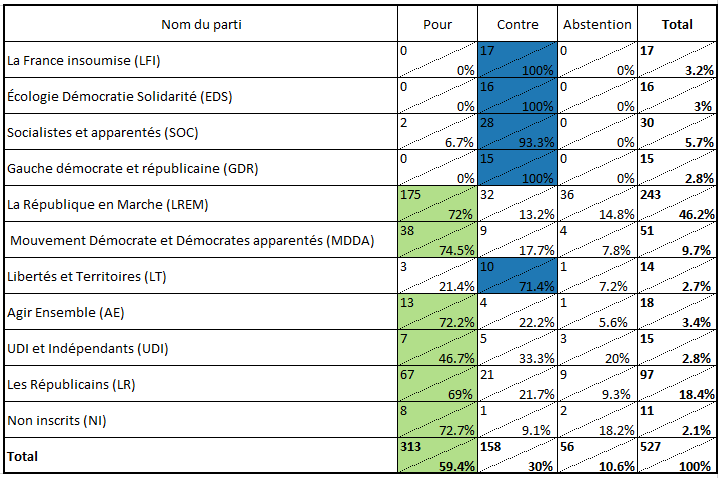 Nom du parti Pour Contre Abstention Total
La France insoumise (LFI) 0 0% 17 100% 0 0% 17 3.2%
Écologie Démocratie Solidarité (EDS) 0 0% 16 100% 0 0% 16 3%
Socialistes et apparentés (SOC) 2 6.7% 28 93.3% 0 0% 30 5.7%
Gauche démocrate et républicaine (GDR) 0 0% 15 100% 0 0% 15 2.8%
La République en Marche (LREM) 175 72% 32 13.2% 36 14.8% 243 46.2%
Mouvement Démocrate et Démocrates apparentés (MDDA) 38 74.5% 9 17.7% 4 7.8% 51 9.7%
Libertés et Territoires (LT) 3 21.4% 10 71.4% 1 7.2% 14 2.7%
Agir Ensemble (AE) 13 72.2% 4 22.2% 1 5.6% 18 3.4%
UDI et Indépendants (UDI) 7 46.7% 5 33.3% 3 20% 15 2.8%
Les Républicains (LR) 67 69% 21 21.7% 9 9.3% 97 18.4%
Non inscrits (NI) 8 72.7% 1 9.1% 2 18.2% 11 2.1%
Total 313 59.4% 158 30% 56 10.6% 527 100%